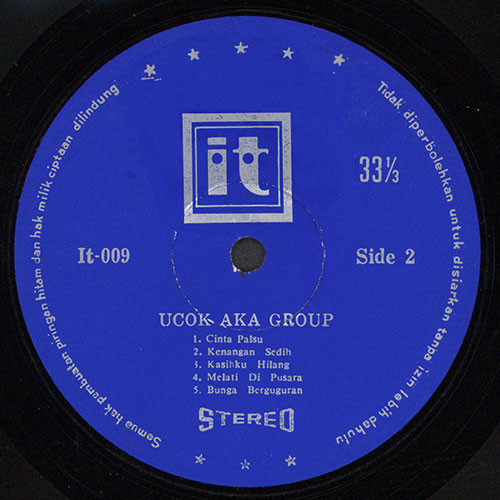 it
33⅓
It-009
Side 2
UCOK AKA GROUP
1. Cinta Palsu
2. Kenangan Sedih
3. Kasihku Hilang
4. Melati Di Pusara
5. Bunga Berguguran
STEREO
Semua hak pembuatan piringan hitam dan hak milik ciptaan dilindung
Tidak diperbolehkan untuk disiarkan tanpa izin lebih dahulu